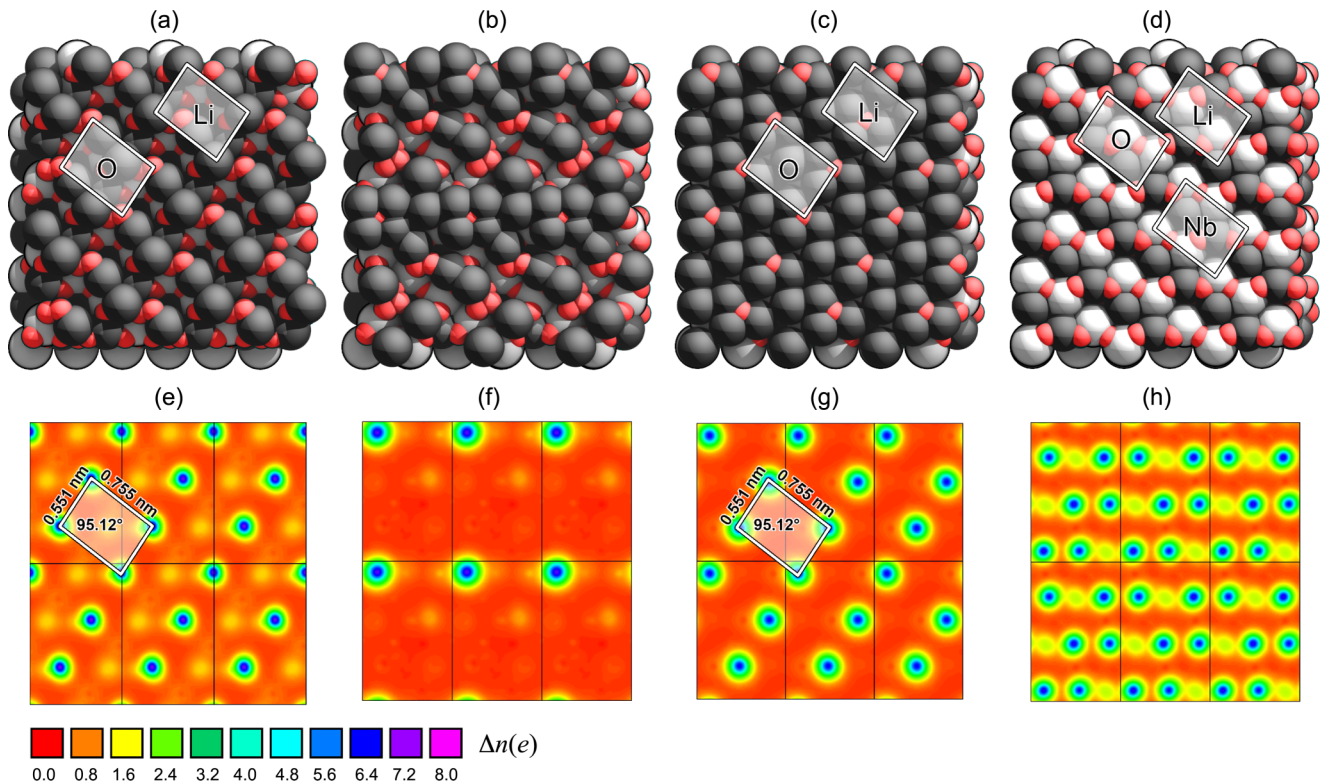 (a) (b) (c) (d)
Li
O
Li
O
Li
O
Nb
(e) (f) (g) (h)
0.551 nm
0.755 nm
95.12°
0.551 nm
0.755 nm
95.12°
Δn(e)
0.0 0.8 1.6 2.4 3.2 4.0 4.8 5.6 6.4 7.2 8.0